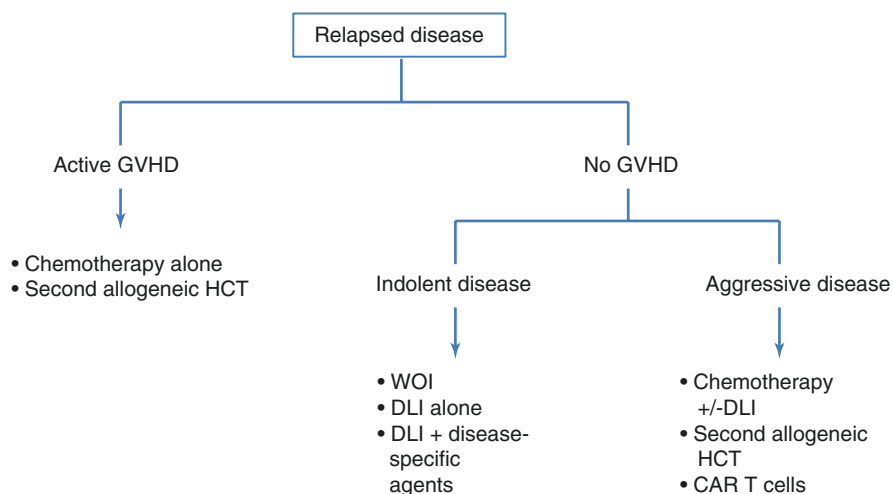 Relapsed disease
Active GVHD
No GVHD
• Chemotherapy alone
• Second allogeneic HCT
Indolent disease
Aggressive disease
• WOI
• DLI alone
• DLI + disease-
specific
agents
• Chemotherapy
+/-DLI
• Second allogeneic
HCT
• CAR T cells